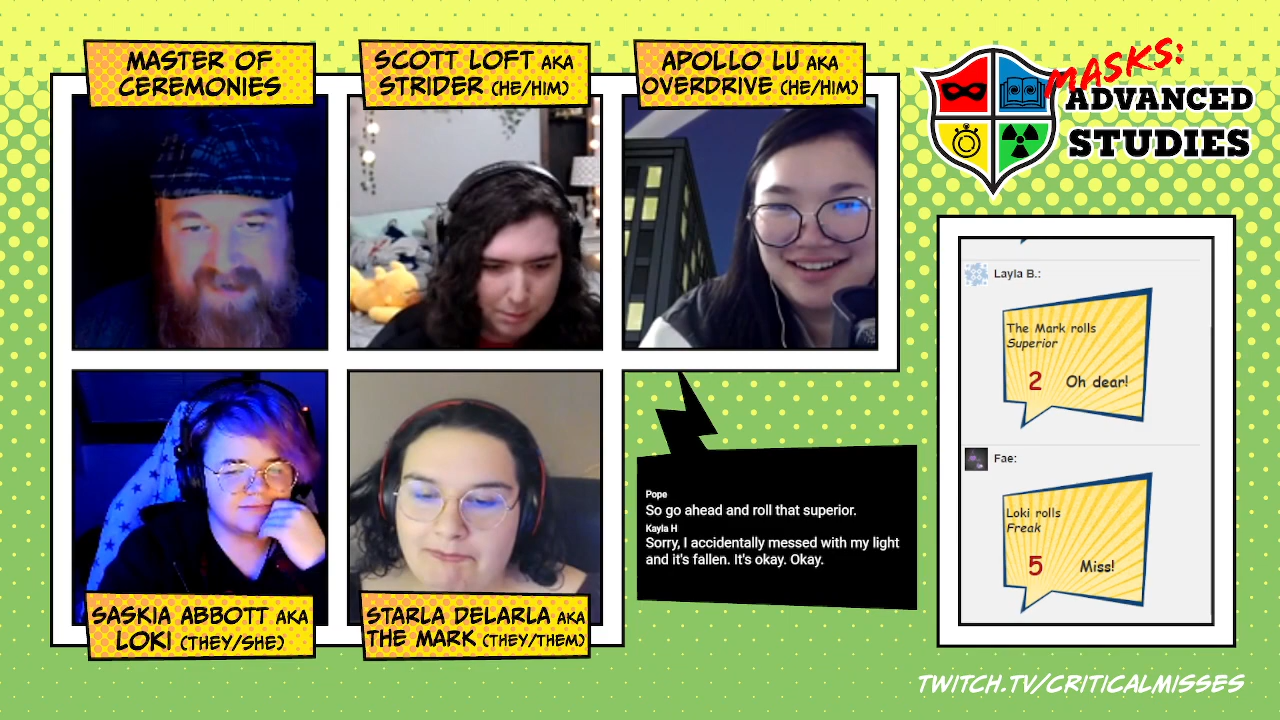 MASTER OF
CEREMONIES
SCOTT LOFT AKA
STRIDER (HE/HIM)
APOLLO LU AKA
OVERDRIVE (HE/HIM)
MASKS:
ADVANCED
STUDIES
Layla B.:
The Mark rolls
Superior
2 Oh dear!
Fae:
Loki rolls
Freak
5 Miss!
Pope
So go ahead and roll that superior.
Kayla H
Sorry, I accidentally messed with my light
and it's fallen. It's okay. Okay.
SASKIA ABBOTT AKA
LOKI (THEY/SHE)
STARLA DELARLA AKA
THE MARK (THEY/THEM)
TWITCH.TV/CRITICALMISSES